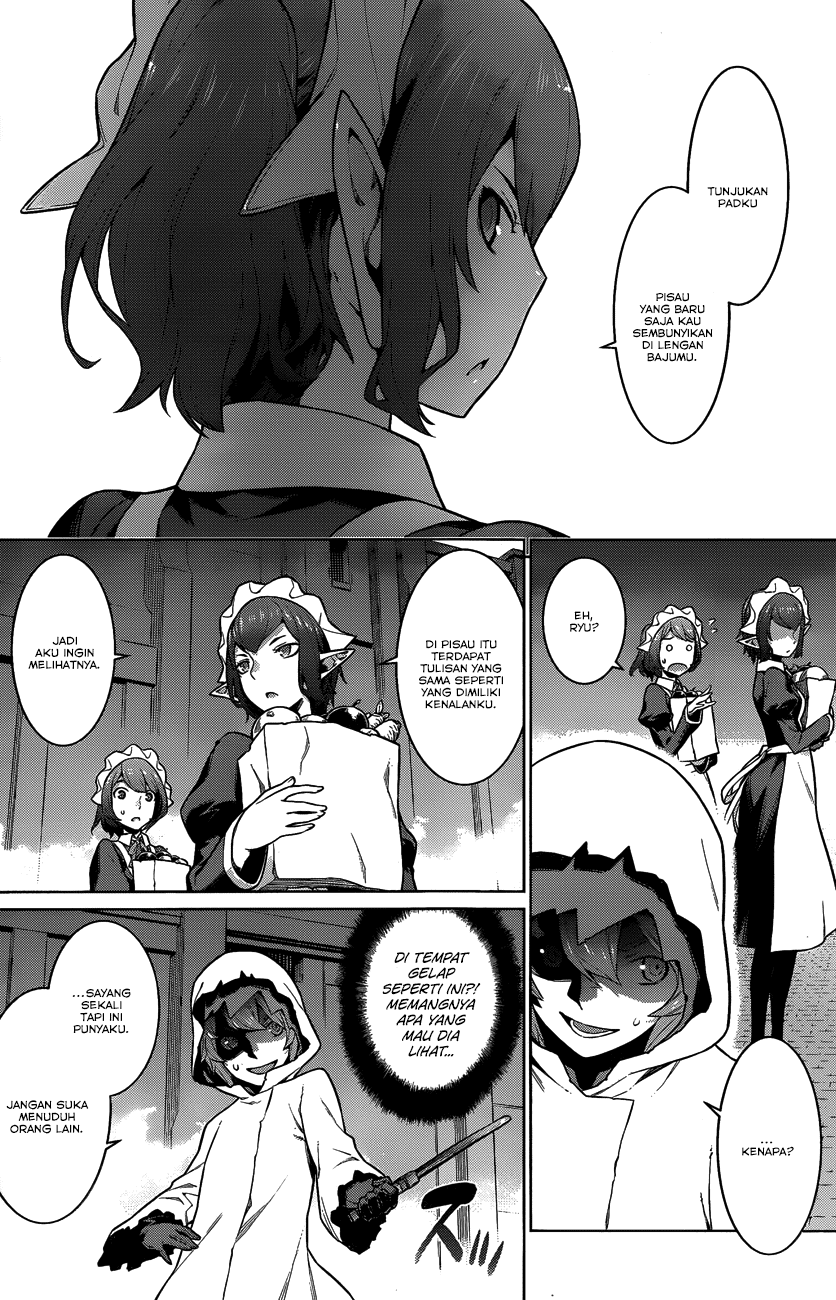 TUNJUKAN
PADKU
PISAU
YANG BARU
SAJA KAU
SEMBUNYIKAN
DI LENGAN
BAJUMU.
EH,
RYU?
...
KENAPA?
DI PISAU ITU
TERDAPAT
TULISAN YANG
SAMA SEPERTI
YANG DIMILIKI
KENALANKU.
JADI
AKU INGIN
MELIHATNYA.
DI TEMPAT
GELAP
SEPERTI INI?!
MEMANGNYA
APA YANG
MAU DIA
LIHAT...
...SAYANG
SEKALI
TAPI INI
PUNYAKU.
JANGAN SUKA
MENUDUH
ORANG LAIN.
ズッ